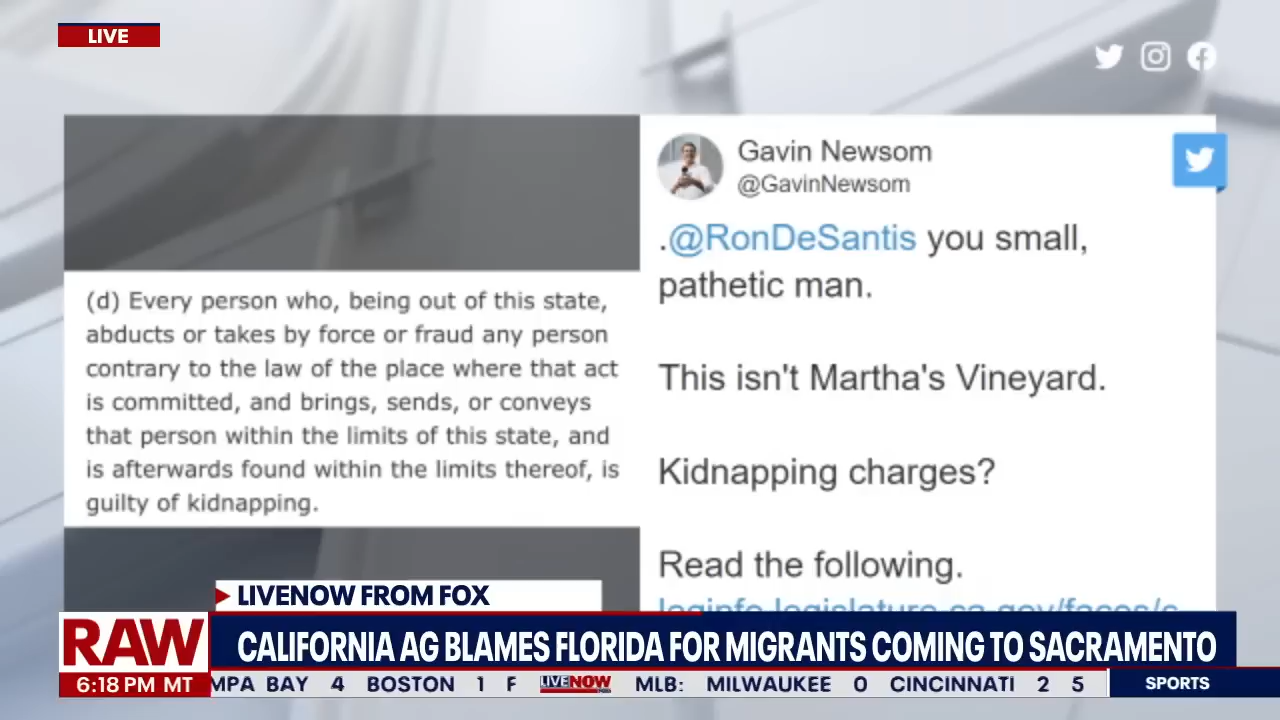 LIVE
(d) Every person who, being out of this state,
abducts or takes by force or fraud any person
contrary to the law of the place where that act
is committed, and brings, sends, or conveys
that person within the limits of this state, and
is afterwards found within the limits thereof, is
guilty of kidnapping.
Gavin Newsom
@GavinNewsom
.@RonDeSantis you small,
pathetic man.
This isn't Martha's Vineyard.
Kidnapping charges?
Read the following.
leginfo.legislature.ca.gov/faces/c
LIVENOW FROM FOX
RAW
CALIFORNIA AG BLAMES FLORIDA FOR MIGRANTS COMING TO SACRAMENTO
6:18 PM MT
MPA BAY 4 BOSTON 1 F LIVENOW MLB: MILWAUKEE 0 CINCINNATI 2 5
SPORTS